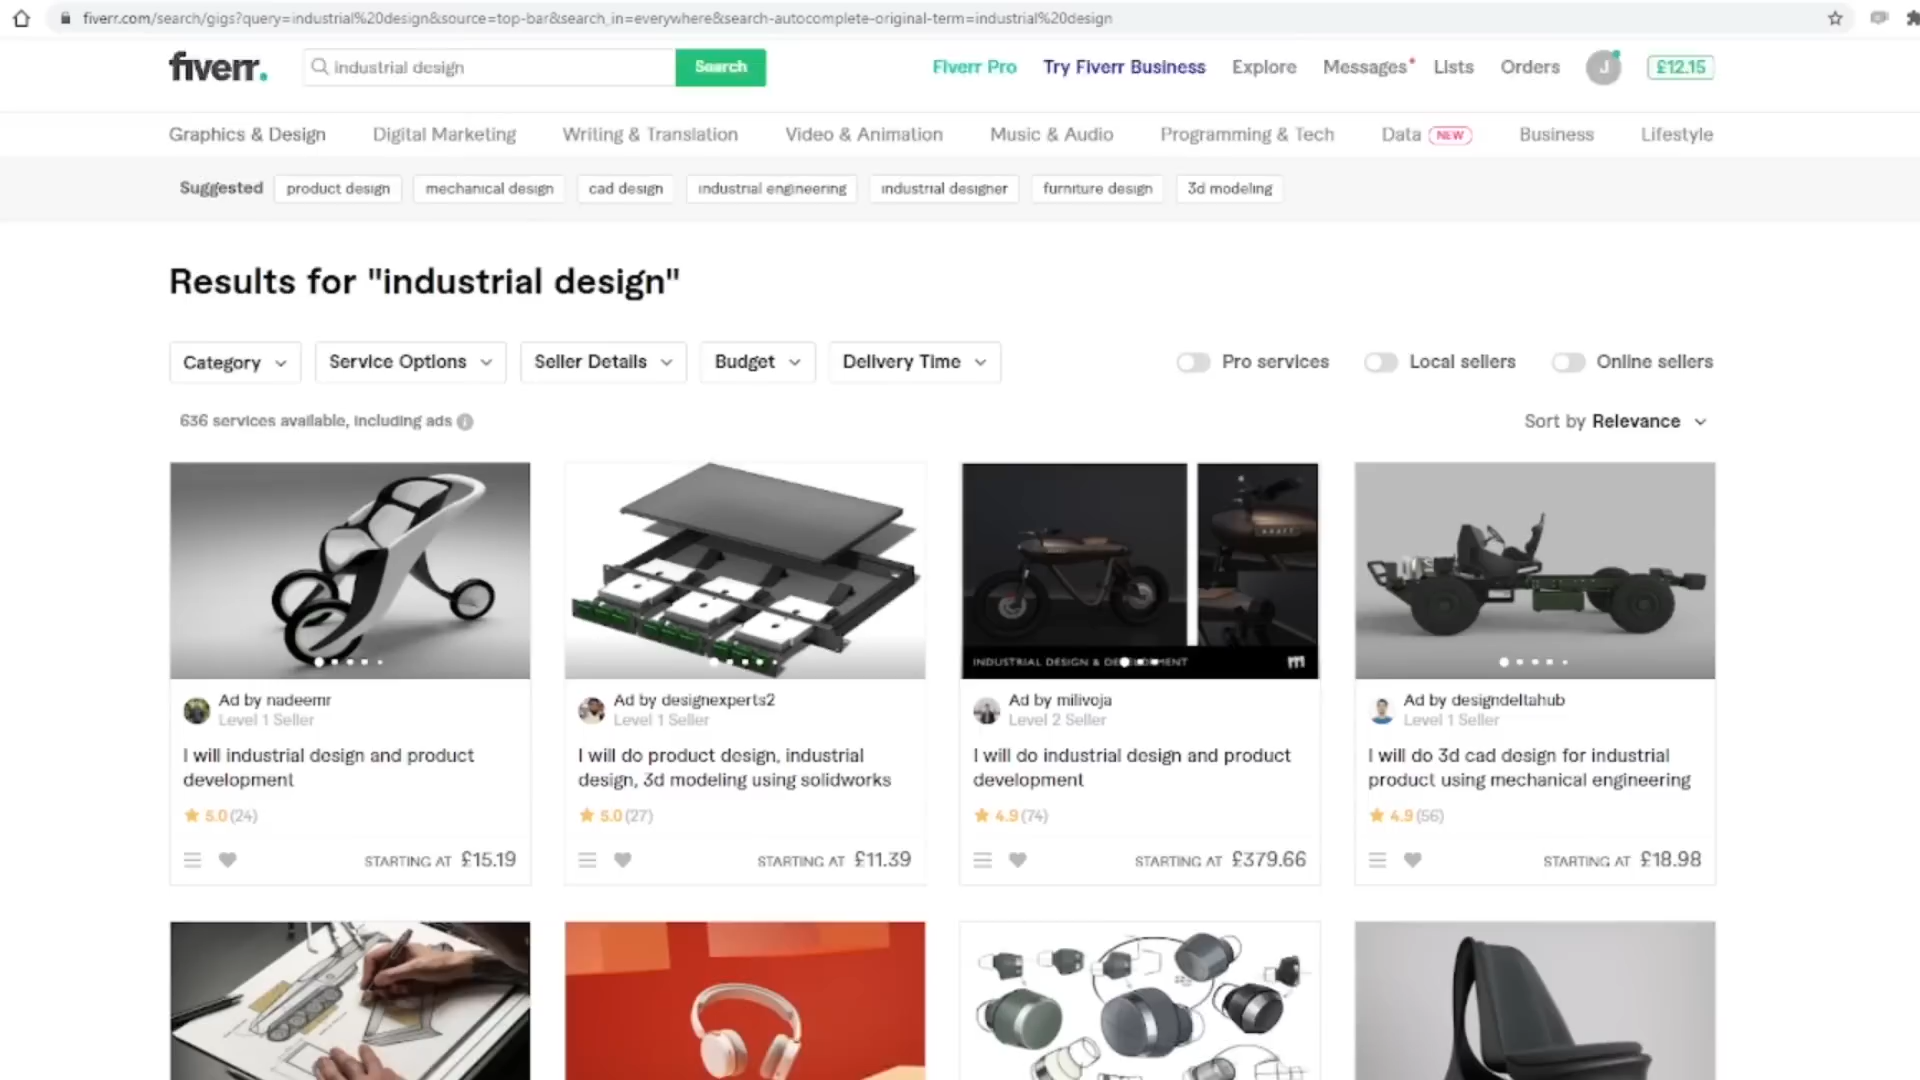 fiverr.com/search/gigs?query=industrial%20design&source=top-bar&search_in=everywhere&search-autocomplete-original-term=industrial%20design
fiverr.
industrial design
Search
Fiverr Pro
Try Fiverr Business
Explore
Messages
Lists
Orders
J
£12.15
Graphics & Design
Digital Marketing
Writing & Translation
Video & Animation
Music & Audio
Programming & Tech
Data NEW
Business
Lifestyle
Suggested
product design
mechanical design
cad design
industrial engineering
industrial designer
furniture design
3d modeling
Results for "industrial design"
Category
Service Options
Seller Details
Budget
Delivery Time
Pro services
Local sellers
Online sellers
636 services available, including ads
Sort by Relevance
Ad by nadeemr
Level 1 Seller
I will industrial design and product
development
5.0 (24)
STARTING AT £15.19
Ad by designexperts2
Level 1 Seller
I will do product design, industrial
design, 3d modeling using solidworks
5.0 (27)
STARTING AT £11.39
INDUSTRIAL DESIGN & DEVELOPMENT
Ad by milivoja
Level 2 Seller
I will do industrial design and product
development
4.9 (74)
STARTING AT £379.66
Ad by designdeltahub
Level 1 Seller
I will do 3d cad design for industrial
product using mechanical engineering
4.9 (56)
STARTING AT £18.98